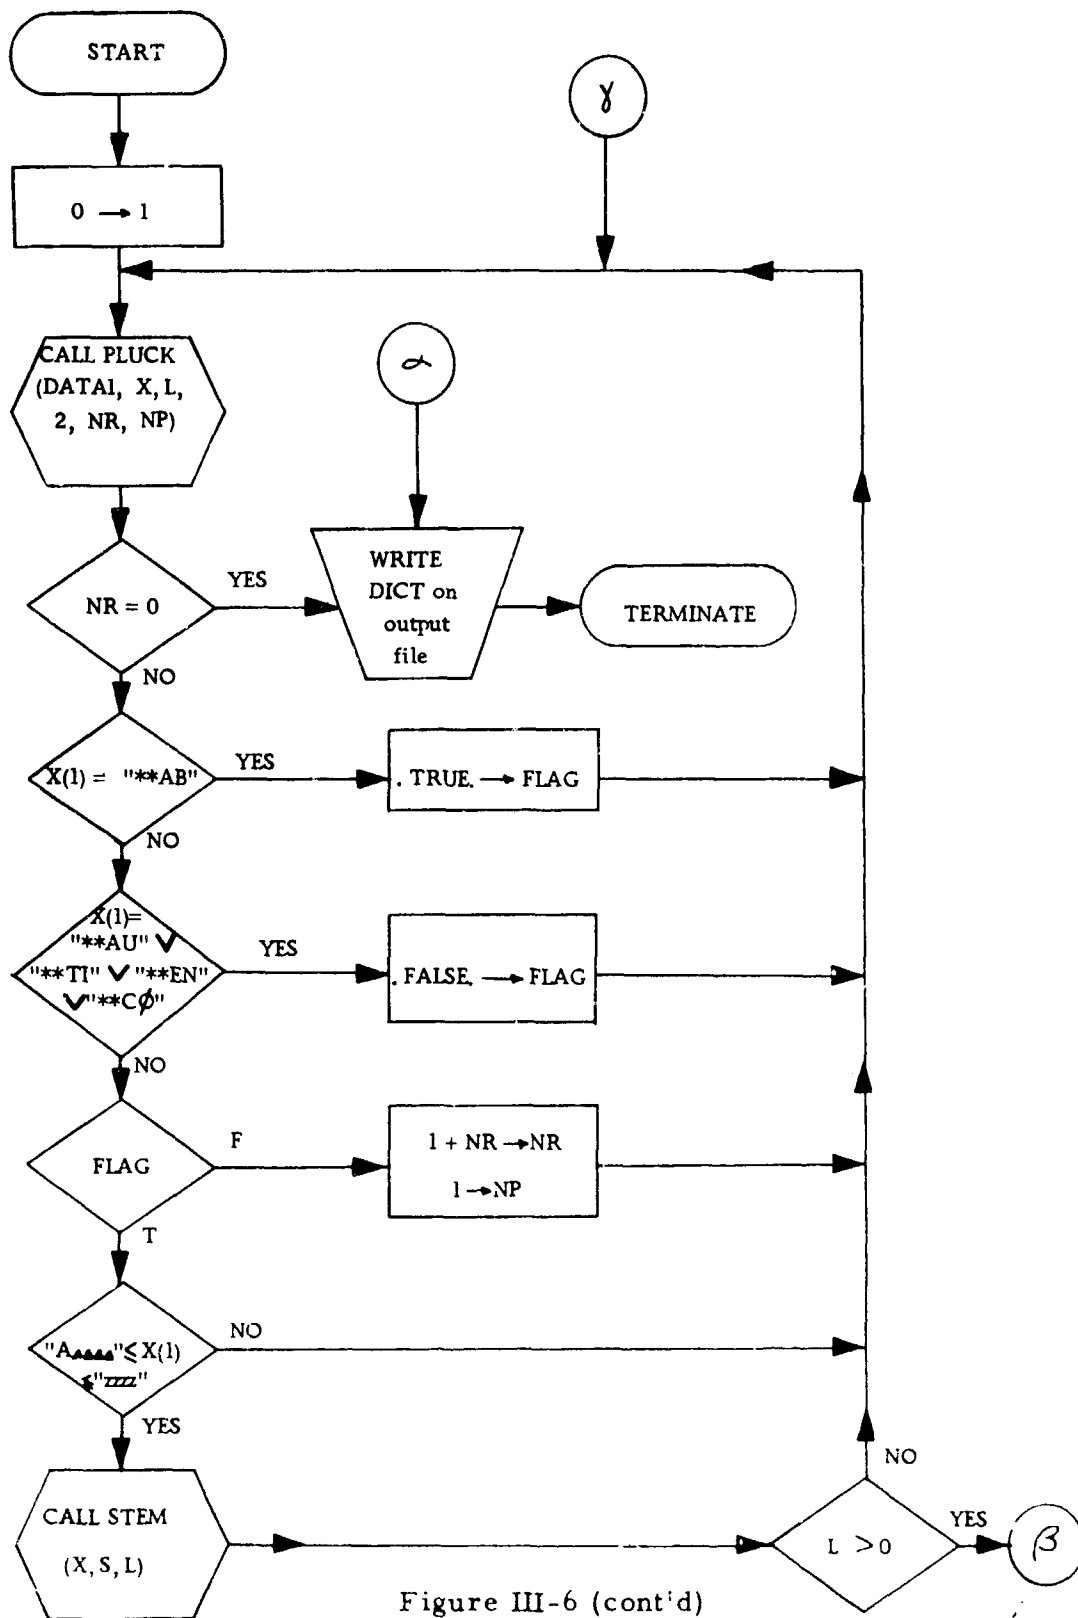 START
γ
0 → 1
CALL PLUCK
(DATA1, X, L,
2, NR, NP)
α
NR = 0
YES
WRITE
DICT on
output
file
TERMINATE
NO
X(1) = "**AB"
YES
. TRUE. → FLAG
NO
X(1)=
"**AU" ∨
"**TI" ∨ "**EN"
∨ "**CØ"
YES
. FALSE. → FLAG
NO
FLAG
F
1 + NR → NR
1 → NP
T
"A▲▲▲▲" ≤ X(1)
≤ "ZZZZ"
NO
YES
CALL STEM
(X, S, L)
NO
L > 0
YES
β
Figure III-6 (cont'd)